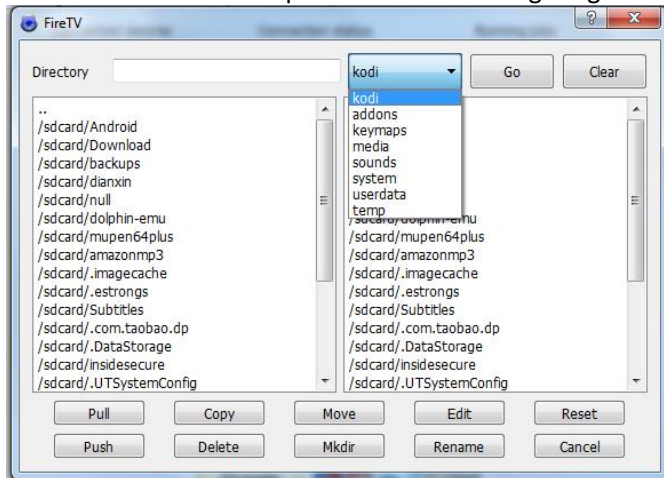 FireTV
Directory
kodi
Go
Clear
kodi
addons
keymaps
media
sounds
system
userdata
temp
..
/sdcard/Android
/sdcard/Download
/sdcard/backups
/sdcard/dianxin
/sdcard/null
/sdcard/dolphin-emu
/sdcard/mupen64plus
/sdcard/amazonmp3
/sdcard/.imagecache
/sdcard/.estrongs
/sdcard/Subtitles
/sdcard/.com.taobao.dp
/sdcard/.DataStorage
/sdcard/insidesecure
/sdcard/.UTSystemConfig
/sdcard/dolphin-emu
/sdcard/mupen64plus
/sdcard/amazonmp3
/sdcard/.imagecache
/sdcard/.estrongs
/sdcard/Subtitles
/sdcard/.com.taobao.dp
/sdcard/.DataStorage
/sdcard/insidesecure
/sdcard/.UTSystemConfig
Pull Copy Move Edit Reset
Push Delete Mkdir Rename Cancel